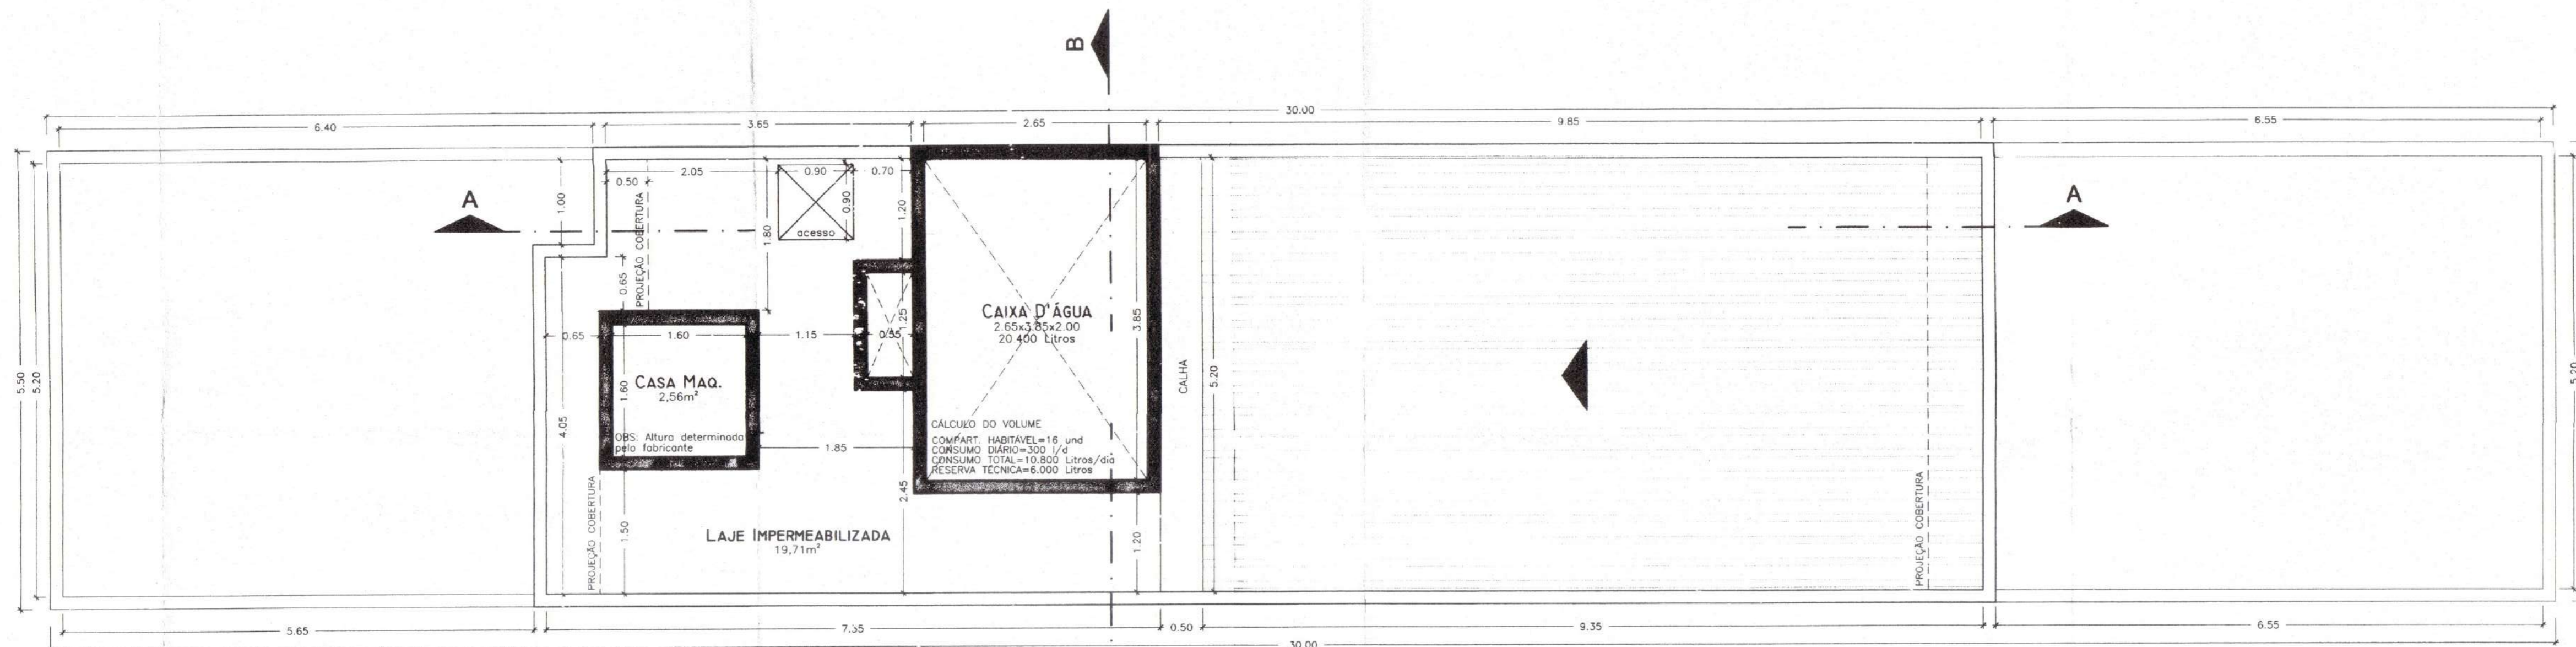 B
30.00
6.40
3.65
2.65
9.85
6.55
2.05
0.90
0.70
0.50
1.00
PROJEÇÃO COBERTURA
1.80
0.90
1.20
acesso
A
A
0.65
0.65
1.60
1.15
0.55
1.25
CAIXA D'ÁGUA
2.65x3.85x2.00
20 400 Litros
3.85
CALHA
5.20
5.50
5.20
5.20
CASA MAQ.
2,56m²
1.60
4.05
OBS: Altura determinada
pelo fabricante
1.85
CÁLCULO DO VOLUME
COMPART. HABITÁVEL=16 und
CONSUMO DIÁRIO=300 l/d
CONSUMO TOTAL=10.800 Litros/dia
RESERVA TÉCNICA=6.000 Litros
2.45
PROJEÇÃO COBERTURA
1.50
LAJE IMPERMEABILIZADA
19,71m²
1.20
PROJEÇÃO COBERTURA
5.65
0.50
9.35
6.55
30.00